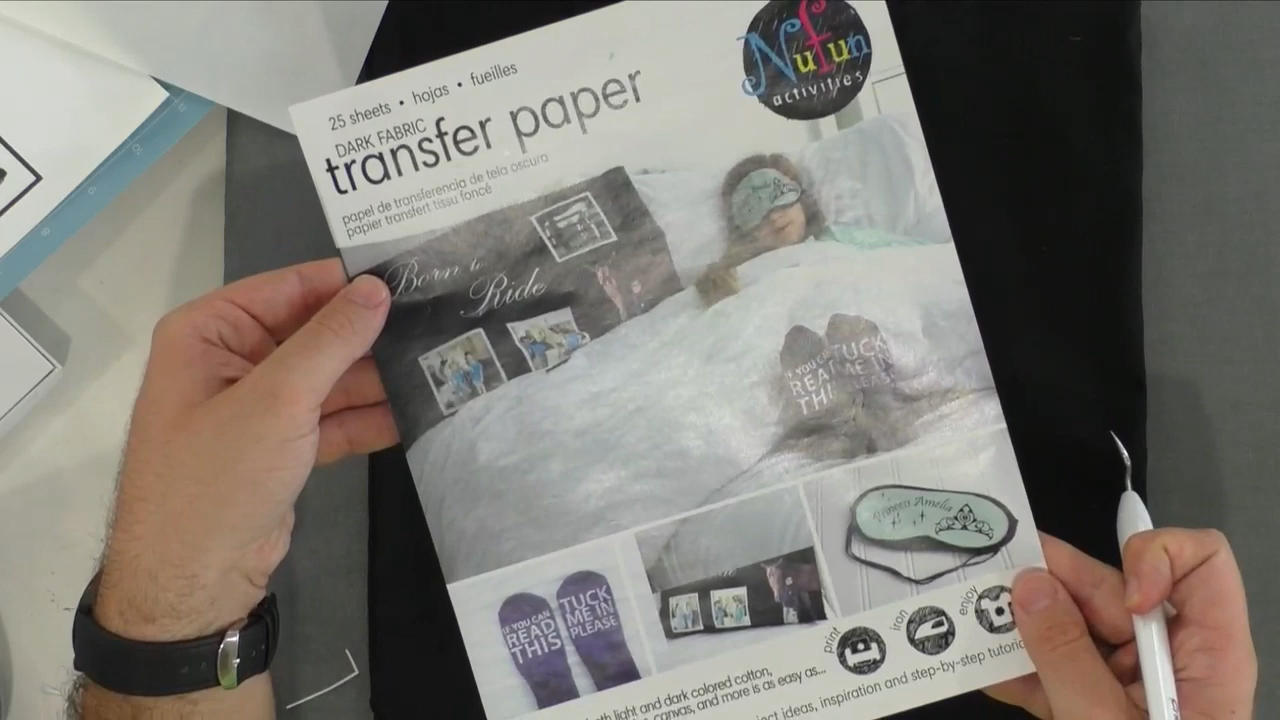 25 sheets • hojas • fueilles
DARK FABRIC
transfer paper
papel de transferencia de tela oscura
papier transfert tissu foncé
Nufun
activities
Born to
Ride
IF YOU CAN
READ
THIS
TUCK
ME IN
PLEASE
IF YOU CAN
READ
THIS
TUCK
ME IN
PLEASE
Princess Amelia
print
iron
enjoy
both light and dark colored cotton,
canvas, and more is as easy as...
ject ideas, inspiration and step-by-step